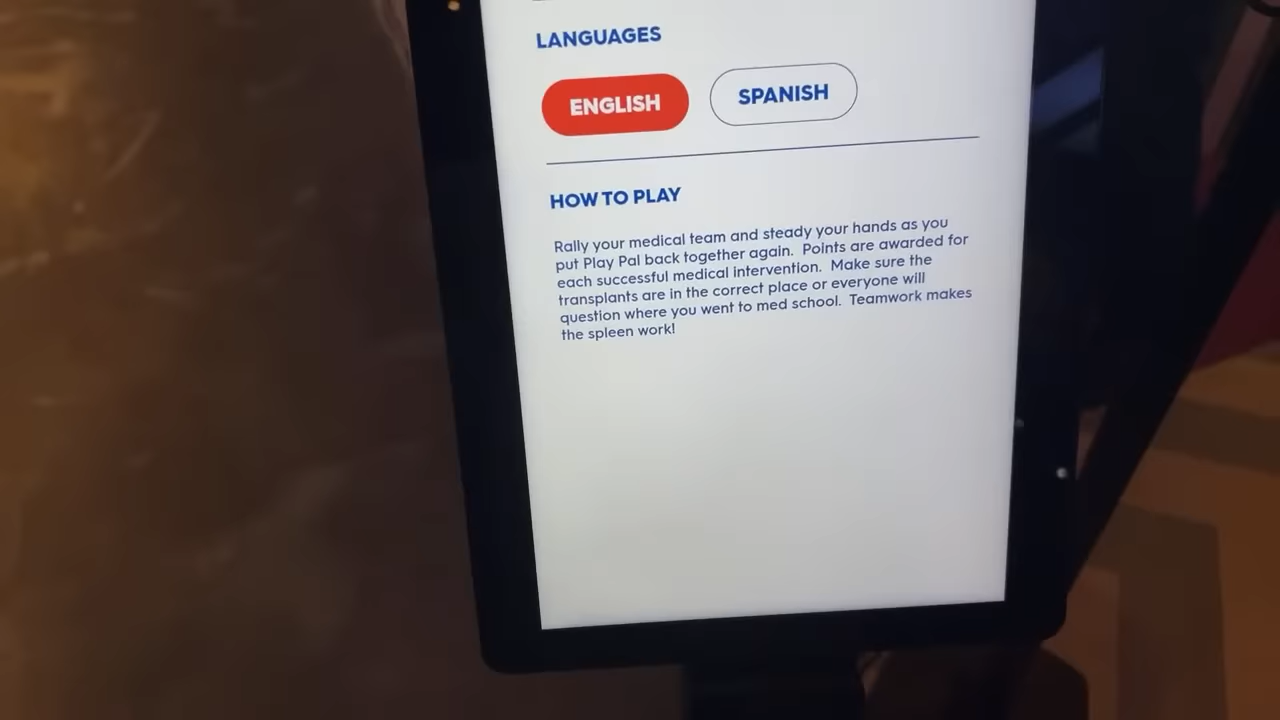 LANGUAGES
ENGLISH
SPANISH
HOW TO PLAY
Rally your medical team and steady your hands as you
put Play Pal back together again. Points are awarded for
each successful medical intervention. Make sure the
transplants are in the correct place or everyone will
question where you went to med school. Teamwork makes
the spleen work!